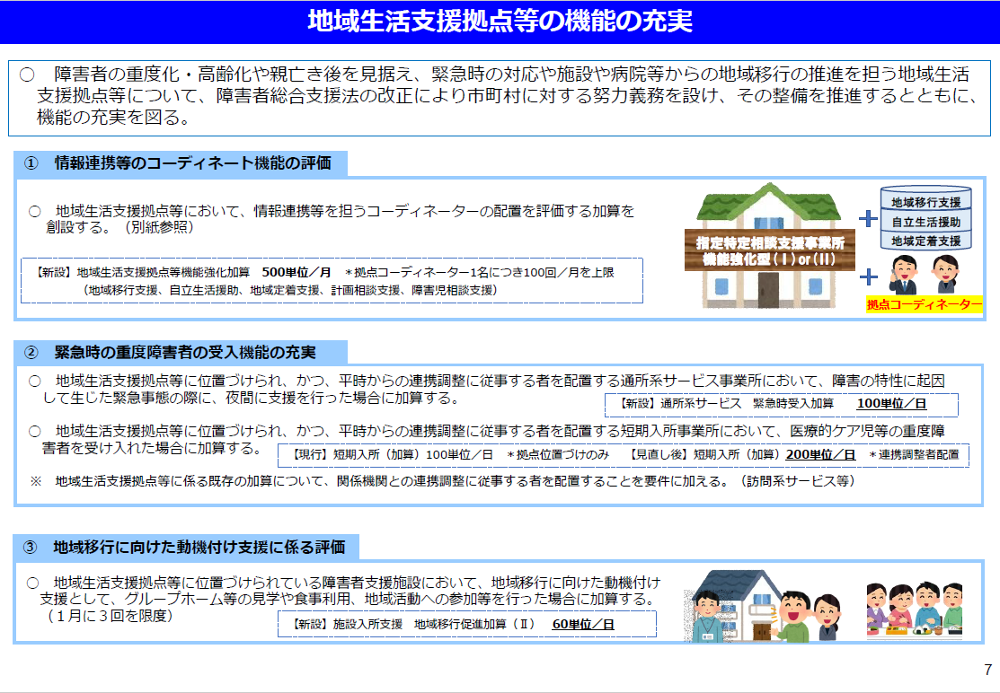 地域生活支援拠点等の機能の充実
○　障害者の重度化・高齢化や親亡き後を見据え、緊急時の対応や施設や病院等からの地域移行の推進を担う地域生活
支援拠点等について、障害者総合支援法の改正により市町村に対する努力義務を設け、その整備を推進するとともに、
機能の充実を図る。
①　情報連携等のコーディネート機能の評価
○　地域生活支援拠点等において、情報連携等を担うコーディネーターの配置を評価する加算を
創設する。（別紙参照）
【新設】地域生活支援拠点等機能強化加算　500単位／月　＊拠点コーディネーター1名につき100回／月を上限
（地域移行支援、自立生活援助、地域定着支援、計画相談支援、障害児相談支援）
指定特定相談支援事業所
機能強化型(Ⅰ)or(Ⅱ)
＋
地域移行支援
自立生活援助
地域定着支援
＋
拠点コーディネーター
②　緊急時の重度障害者の受入機能の充実
○　地域生活支援拠点等に位置づけられ、かつ、平時からの連携調整に従事する者を配置する通所系サービス事業所において、障害の特性に起因
して生じた緊急事態の際に、夜間に支援を行った場合に加算する。
【新設】通所系サービス　緊急時受入加算　　100単位／日
○　地域生活支援拠点等に位置づけられ、かつ、平時からの連携調整に従事する者を配置する短期入所事業所において、医療的ケア児等の重度障
害者を受け入れた場合に加算する。
【現行】短期入所（加算）100単位／日　＊拠点位置づけのみ　【見直し後】短期入所（加算）200単位／日　＊連携調整者配置
※　地域生活支援拠点等に係る既存の加算について、関係機関との連携調整に従事する者を配置することを要件に加える。（訪問系サービス等）
③　地域移行に向けた動機付け支援に係る評価
○　地域生活支援拠点等に位置づけられている障害者支援施設において、地域移行に向けた動機付け
支援として、グループホーム等の見学や食事利用、地域活動への参加等を行った場合に加算する。
（１月に３回を限度）
【新設】施設入所支援　地域移行促進加算（Ⅱ）　60単位／日
7